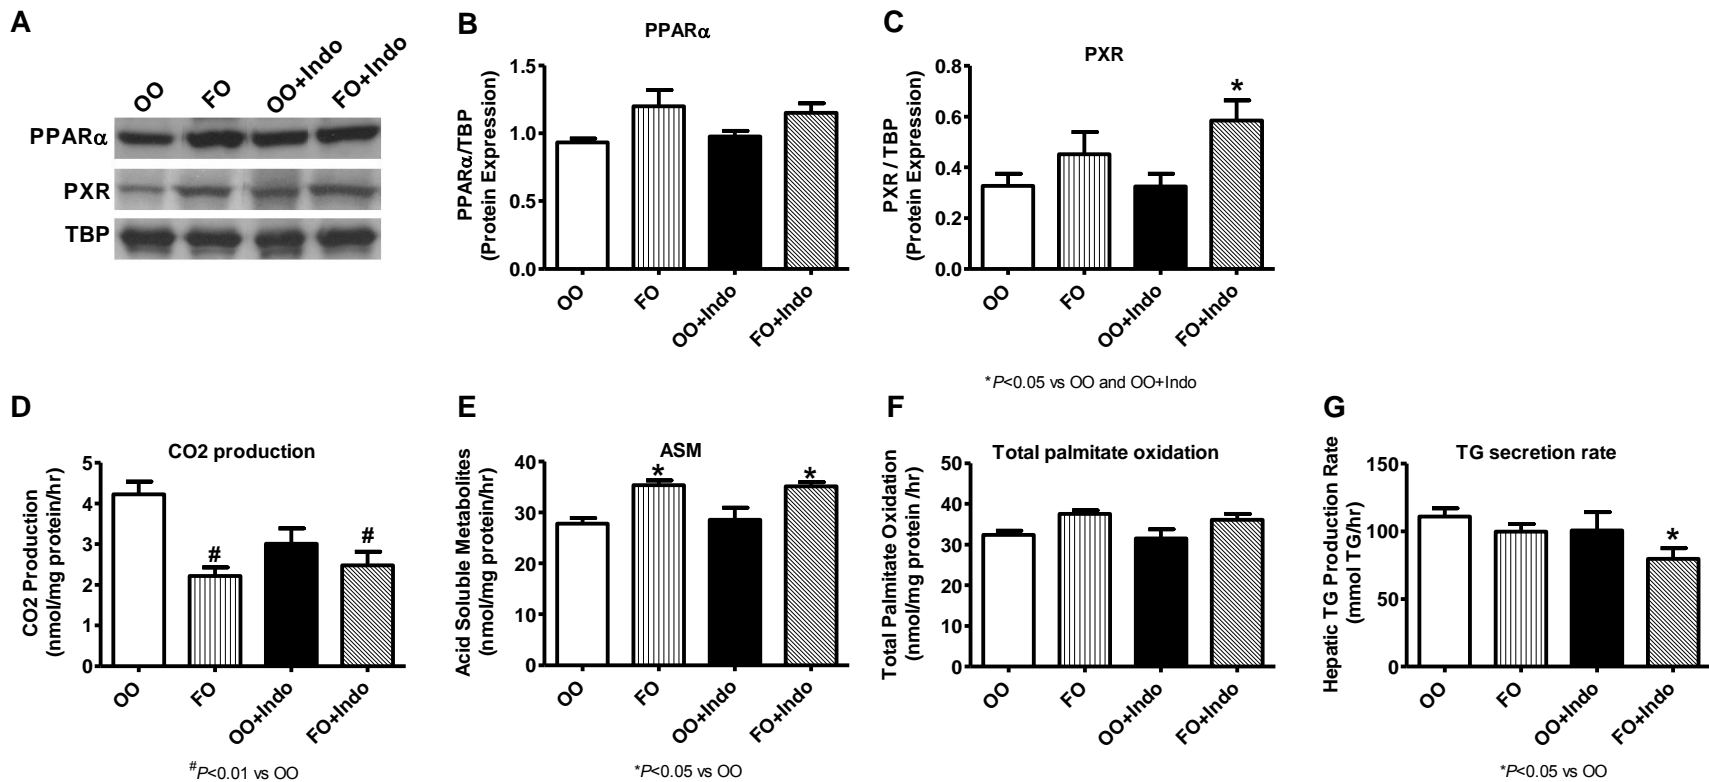 A
OO
FO
OO+Indo
FO+Indo
PPARα
PXR
TBP
B
PPARα
PPARα/TBP
(Protein Expression)
1.5
1.0
0.5
0.0
OO
FO
OO+Indo
FO+Indo
C
PXR
PXR / TBP
(Protein Expression)
0.8
0.6
0.4
0.2
0.0
*
OO
FO
OO+Indo
FO+Indo
*P<0.05 vs OO and OO+Indo
D
CO2 production
CO2 Production
(nmol/mg protein/hr)
5
4
3
2
1
0
#
#
OO
FO
OO+Indo
FO+Indo
#P<0.01 vs OO
E
ASM
Acid Soluble Metabolites
(nmol/mg protein/hr)
40
30
20
10
0
*
*
OO
FO
OO+Indo
FO+Indo
*P<0.05 vs OO
F
Total palmitate oxidation
Total Palmitate Oxidation
(nmol/mg protein /hr)
50
40
30
20
10
0
OO
FO
OO+Indo
FO+Indo
G
TG secretion rate
Hepatic TG Production Rate
(mmol TG/hr)
150
100
50
0
*
OO
FO
OO+Indo
FO+Indo
*P<0.05 vs OO